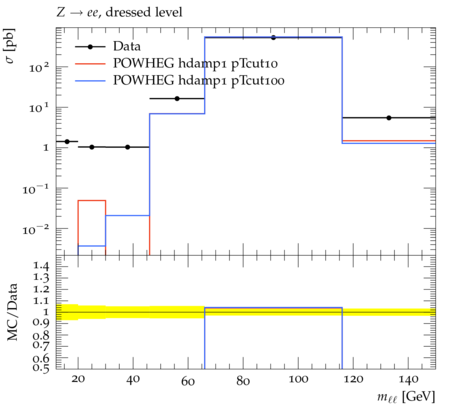 Z → ee, dressed level
σ [pb]
Data
POWHEG hdamp1 pTcut10
POWHEG hdamp1 pTcut100
10²
10¹
1
10⁻¹
10⁻²
MC/Data
1.4
1.3
1.2
1.1
1
0.9
0.8
0.7
0.6
0.5
20 40 60 80 100 120 140
mℓℓ [GeV]